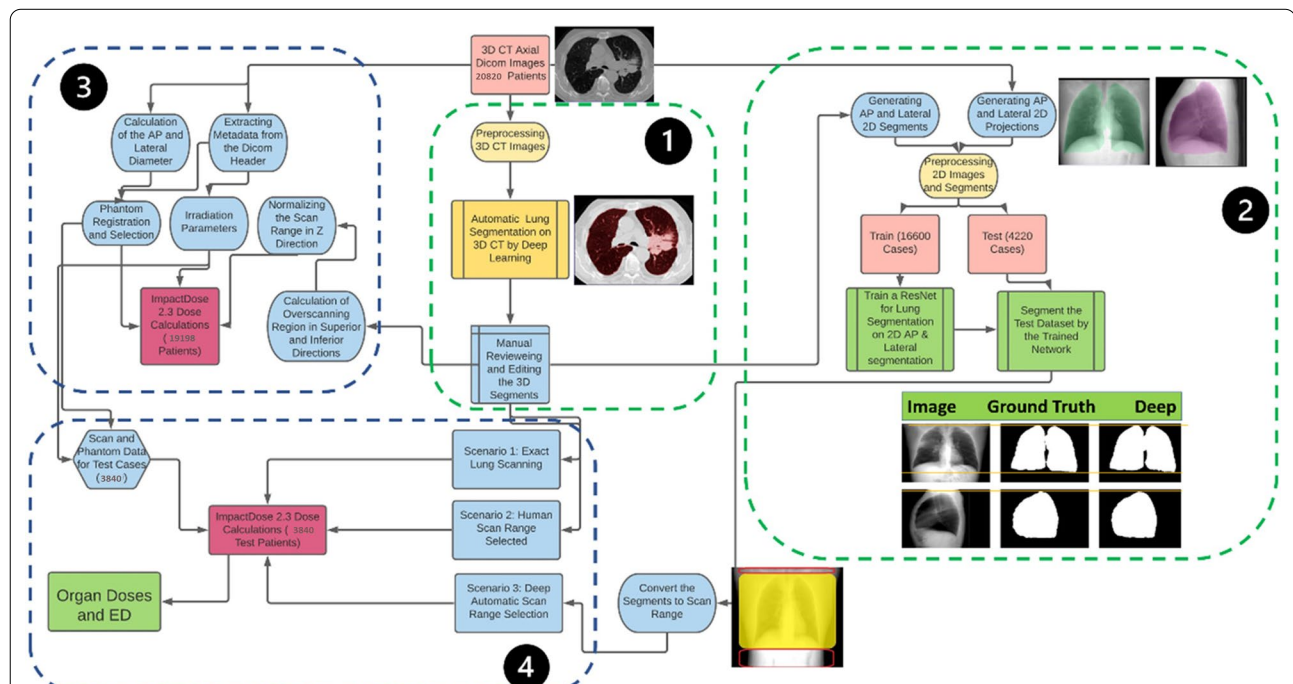 3D CT Axial
Dicom Images
20820 Patients
3
Calculation
of the AP and
Lateral
Diameter
Extracting
Metadata from
the Dicom
Header
Phantom
Registration
and Selection
Irradiation
Parameters
Normalizing
the Scan
Range in Z
Direction
ImpactDose
2.3 Dose
Calculations
( 19198
Patients)
Calculation of
Overscanning
Region in Superior
and Inferior
Directions
1
Preprocessing
3D CT Images
Automatic Lung
Segmentation on
3D CT by Deep
Learning
Manual
Revieweing
and Editing
the 3D
Segments
2
Generating
AP and Lateral
2D Segments
Generating AP
and Lateral 2D
Projections
Preprocessing
2D Images
and Segments
Train (16600
Cases)
Test (4220
Cases)
Train a ResNet
for Lung
Segmentation
on 2D AP &
Lateral
segmentation
Segment the
Test Dataset by
the Trained
Network
Image Ground Truth Deep
Scan and
Phantom Data
for Test Cases
(3840)
Scenario 1: Exact
Lung Scanning
ImpactDose 2.3 Dose
Calculations ( 3840
Test Patients)
Scenario 2: Human
Scan Range
Selected
Scenario 3: Deep
Automatic Scan
Range Selection
Organ Doses
and ED
Convert the
Segments to Scan
Range
4